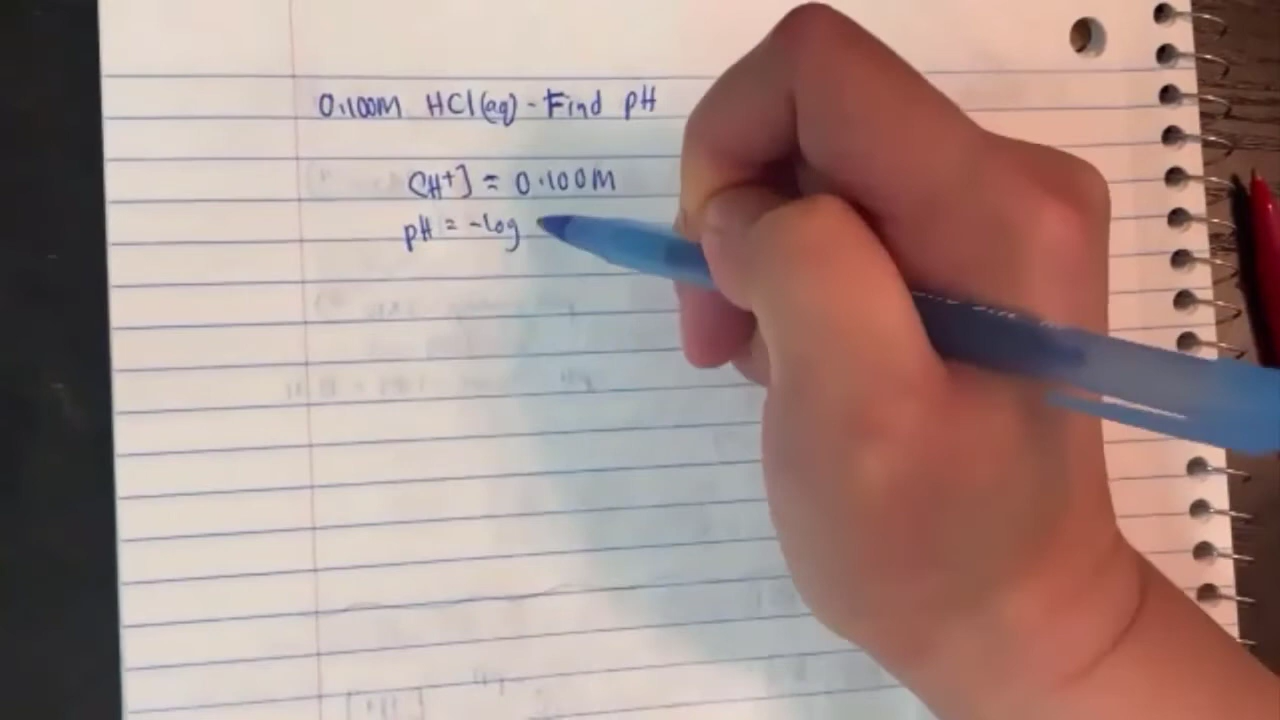 0.100M HCl(aq) - Find pH
[H+] = 0.100M
pH = -log